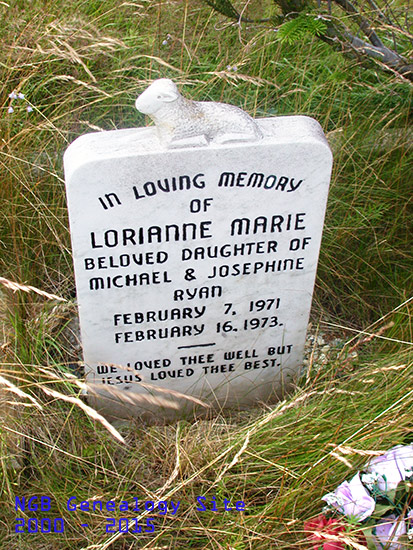 IN LOVING MEMORY
OF
LORIANNE MARIE
BELOVED DAUGHTER OF
MICHAEL & JOSEPHINE
RYAN
FEBRUARY 7, 1971
FEBRUARY 16, 1973.
WE LOVED THEE WELL BUT
JESUS LOVED THEE BEST.
NGB Genealogy Site
2000 - 2015